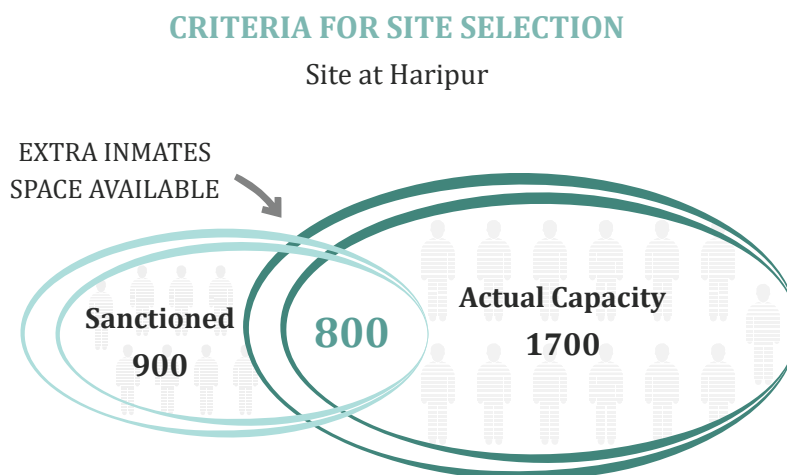 CRITERIA FOR SITE SELECTION
Site at Haripur
EXTRA INMATES
SPACE AVAILABLE
Sanctioned
900
800
Actual Capacity
1700